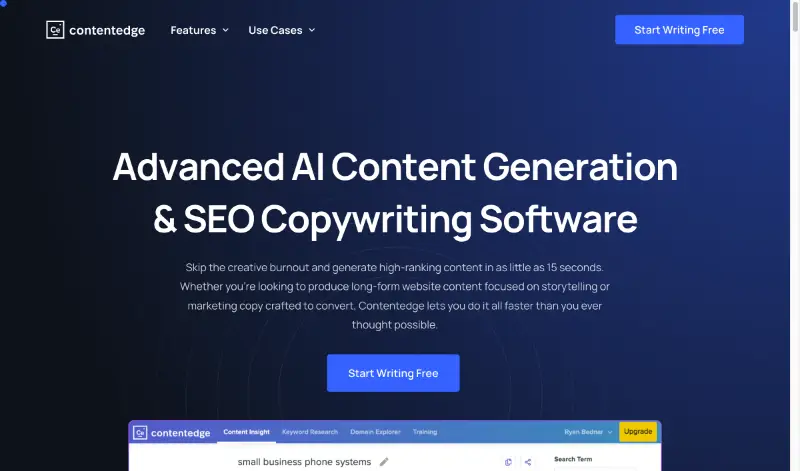 Ce contentedge Features Use Cases Start Writing Free
Advanced AI Content Generation
& SEO Copywriting Software
Skip the creative burnout and generate high-ranking content in as little as 15 seconds.
Whether you're looking to produce long-form website content focused on storytelling or
marketing copy crafted to convert, Contentedge lets you do it all faster than you ever
thought possible.
Start Writing Free
Ce contentedge Content Insight Keyword Research Domain Explorer Training Ryan Bednar Upgrade
small business phone systems Search Term